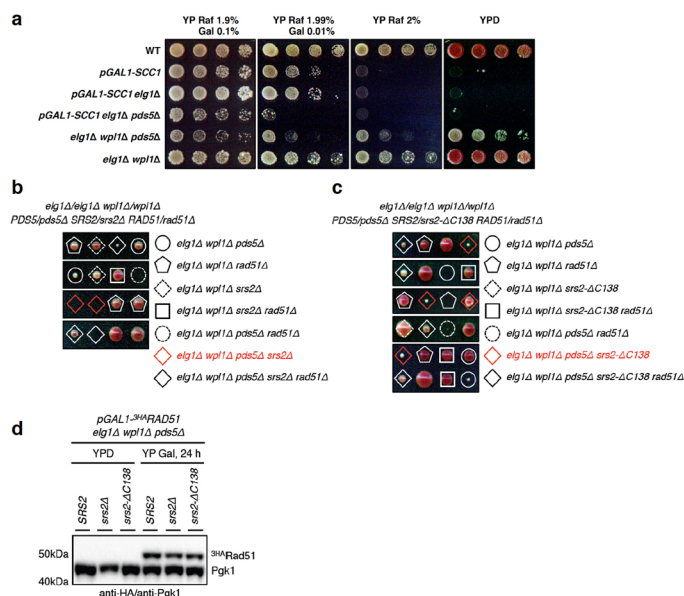 a
YP Raf 1.9%
Gal 0.1%
YP Raf 1.99%
Gal 0.01%
YP Raf 2%
YPD
WT
pGAL1-SCC1
pGAL1-SCC1 elg1Δ
pGAL1-SCC1 elg1Δ pds5Δ
elg1Δ wpl1Δ pds5Δ
elg1Δ wpl1Δ
b
elg1Δ/elg1Δ wpl1Δ/wpl1Δ
PDS5/pds5Δ SRS2/srs2Δ RAD51/rad51Δ
elg1Δ wpl1Δ pds5Δ
elg1Δ wpl1Δ rad51Δ
elg1Δ wpl1Δ srs2Δ
elg1Δ wpl1Δ srs2Δ rad51Δ
elg1Δ wpl1Δ pds5Δ rad51Δ
elg1Δ wpl1Δ pds5Δ srs2Δ
elg1Δ wpl1Δ pds5Δ srs2Δ rad51Δ
c
elg1Δ/elg1Δ wpl1Δ/wpl1Δ
PDS5/pds5Δ SRS2/srs2-ΔC138 RAD51/rad51Δ
elg1Δ wpl1Δ pds5Δ
elg1Δ wpl1Δ rad51Δ
elg1Δ wpl1Δ srs2-ΔC138
elg1Δ wpl1Δ srs2-ΔC138 rad51Δ
elg1Δ wpl1Δ pds5Δ rad51Δ
elg1Δ wpl1Δ pds5Δ srs2-ΔC138
elg1Δ wpl1Δ pds5Δ srs2-ΔC138 rad51Δ
d
pGAL1-3HARAD51
elg1Δ wpl1Δ pds5Δ
YPD
YP Gal, 24 h
SRS2
srs2Δ
srs2-ΔC138
SRS2
srs2Δ
srs2-ΔC138
50kDa
40kDa
3HARad51
Pgk1
anti-HA/anti-Pgk1